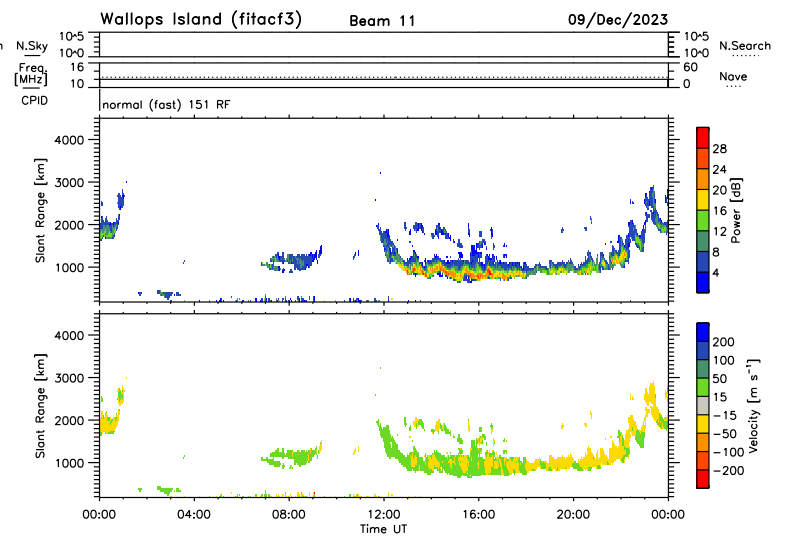 Wallops Island (fitacf3) Beam 11 09/Dec/2023
n N.Sky 10^5 10^0 10^5 10^0 N.Search
Freq. [MHz] 16 10 60 0 Nave
CPID normal (fast) 151 RF
Slant Range [km]
4000
3000
2000
1000
28
24
20
16
12
8
4
Power [dB]
Slant Range [km]
4000
3000
2000
1000
200
100
50
15
-15
-50
-100
-200
Velocity [m s⁻¹]
00:00 04:00 08:00 12:00 16:00 20:00 00:00
Time UT